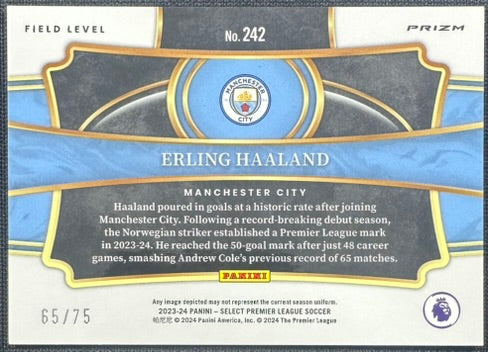 FIELD LEVEL
No. 242
PRIZM
MANCHESTER
CITY
ERLING HAALAND
MANCHESTER CITY
Haaland poured in goals at a historic rate after joining
Manchester City. Following a record-breaking debut season,
the Norwegian striker established a Premier League mark
in 2023-24. He reached the 50-goal mark after just 48 career
games, smashing Andrew Cole's previous record of 65 matches.
PANINI
Any image depicted may not represent the current season uniform.
2023-24 PANINI – SELECT PREMIER LEAGUE SOCCER
帕尼尼 © 2024 Panini America, Inc. © 2024 The Premier League
65/75